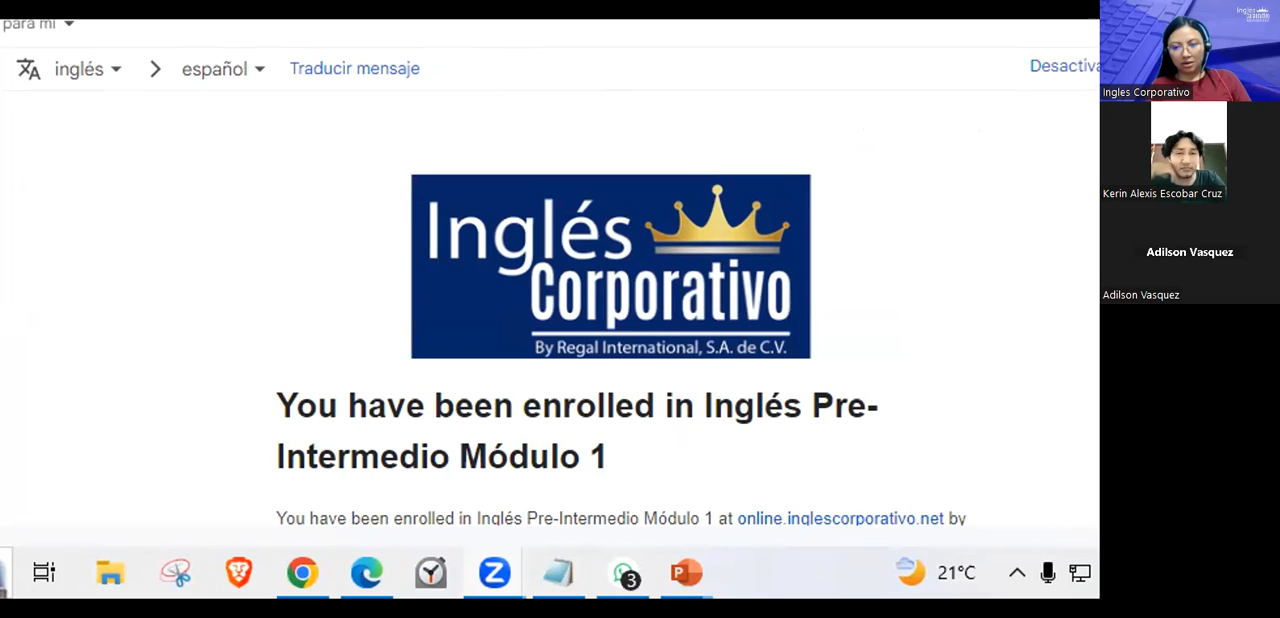 para mi
inglés
español
Traducir mensaje
Desactiva
Inglés
Corporativo
By Regal International, S.A. de C.V.
You have been enrolled in Inglés Pre-
Intermedio Módulo 1
You have been enrolled in Inglés Pre-Intermedio Módulo 1 at online.inglescorporativo.net by
3
21°C
Ingles Corporativo
Kerin Alexis Escobar Cruz
Adilson Vasquez
Adilson Vasquez